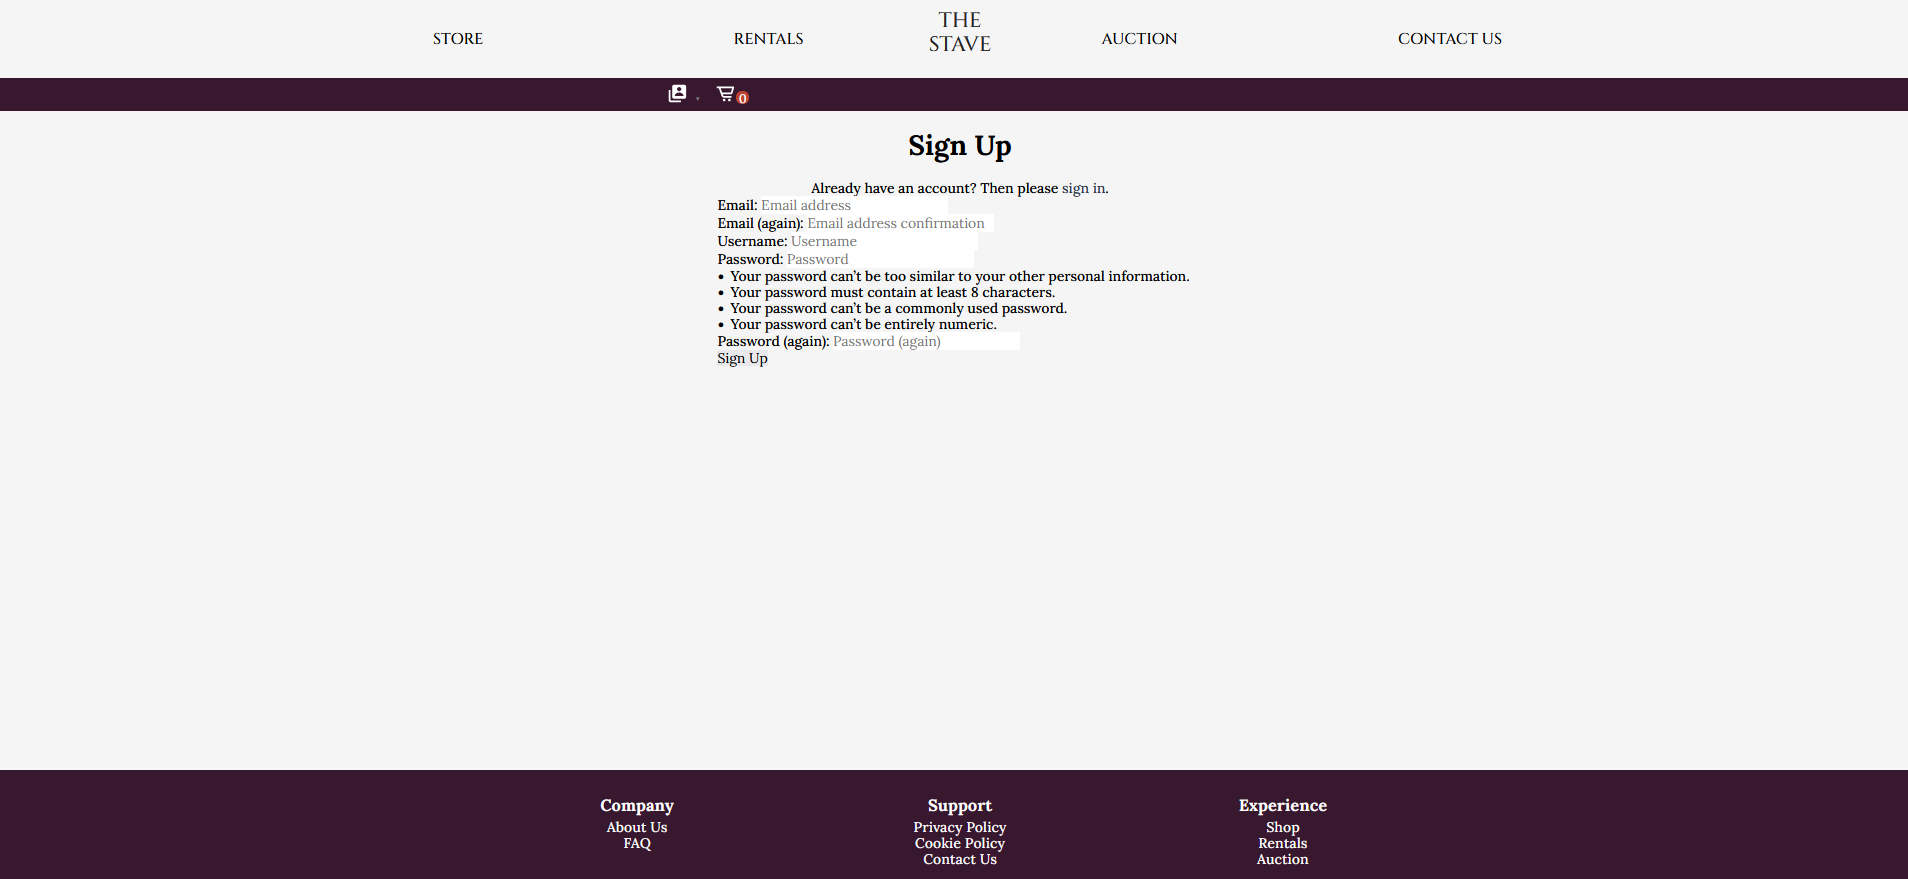 STORE
RENTALS
THE
STAVE
AUCTION
CONTACT US
0
Sign Up
Already have an account? Then please sign in.
Email: Email address
Email (again): Email address confirmation
Username: Username
Password: Password
• Your password can’t be too similar to your other personal information.
• Your password must contain at least 8 characters.
• Your password can’t be a commonly used password.
• Your password can’t be entirely numeric.
Password (again): Password (again)
Sign Up
Company
About Us
FAQ
Support
Privacy Policy
Cookie Policy
Contact Us
Experience
Shop
Rentals
Auction